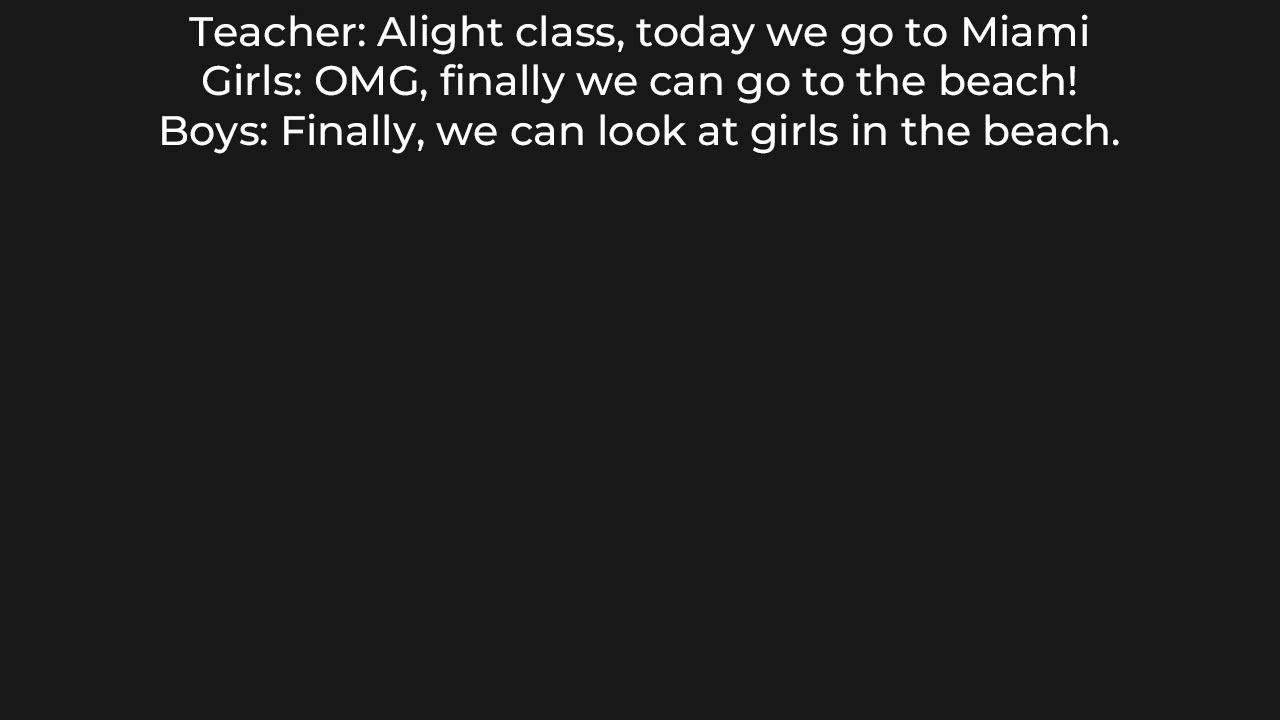 Teacher: Alight class, today we go to Miami
Girls: OMG, finally we can go to the beach!
Boys: Finally, we can look at girls in the beach.